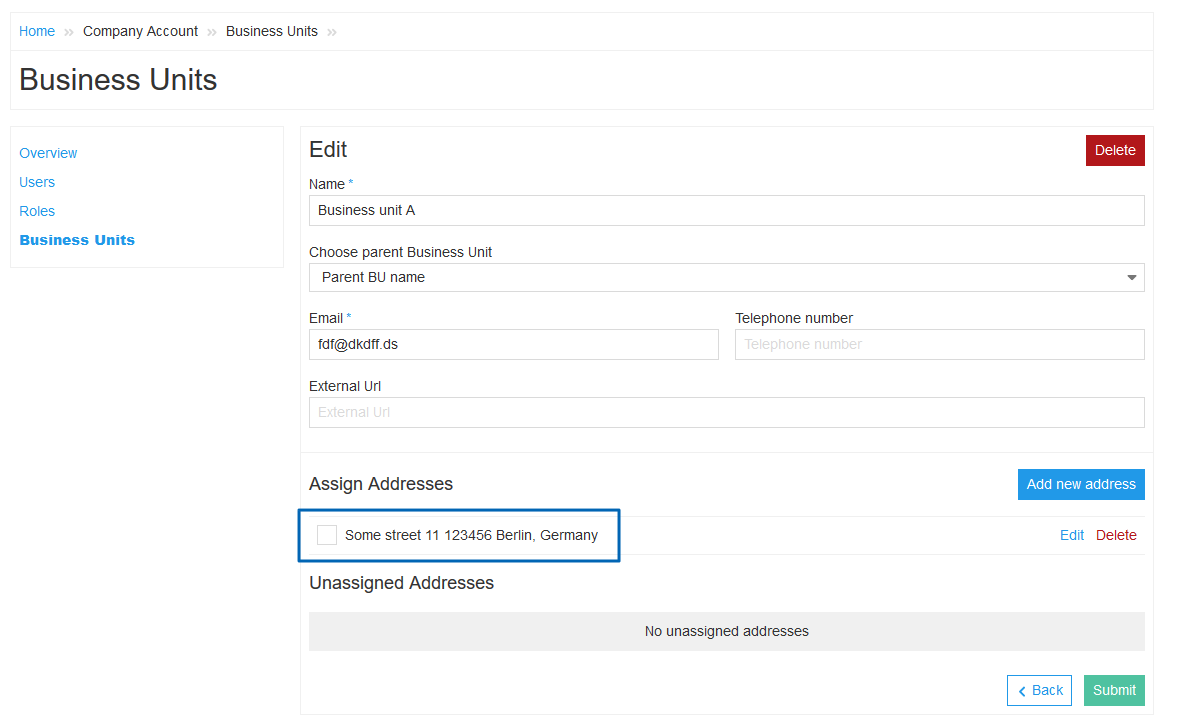 Home » Company Account » Business Units »
Business Units
Overview
Users
Roles
Business Units
Edit
Delete
Name *
Business unit A
Choose parent Business Unit
Parent BU name
Email * Telephone number
fdf@dkdff.ds Telephone number
External Url
External Url
Assign Addresses
Add new address
Some street 11 123456 Berlin, Germany
Edit Delete
Unassigned Addresses
No unassigned addresses
Back Submit